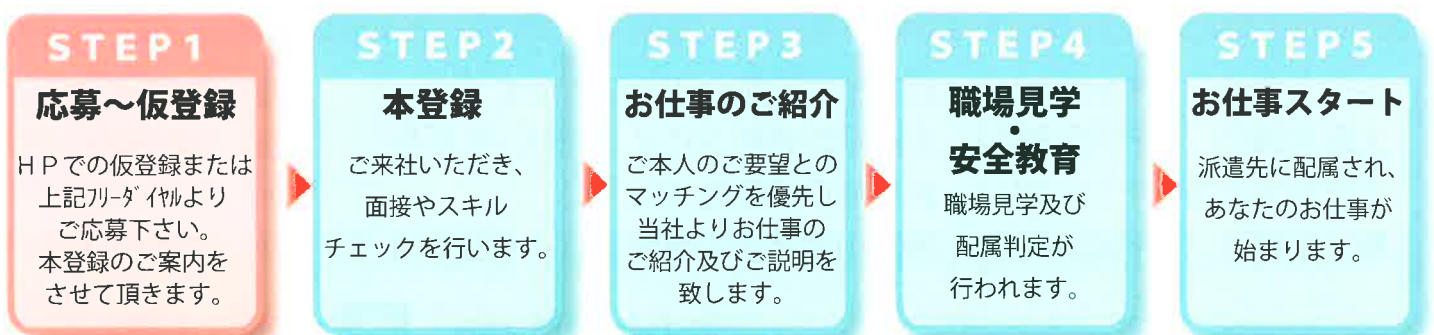 STEP1
応募～仮登録
HPでの仮登録または
上記ﾌﾘｰﾀﾞｲﾔﾙより
ご応募下さい。
本登録のご案内を
させて頂きます。
STEP2
本登録
ご来社いただき、
面接やスキル
チェックを行います。
STEP3
お仕事のご紹介
ご本人のご要望との
マッチングを優先し
当社よりお仕事の
ご紹介及びご説明を
致します。
STEP4
職場見学
・
安全教育
職場見学及び
配属判定が
行われます。
STEP5
お仕事スタート
派遣先に配属され、
あなたのお仕事が
始まります。